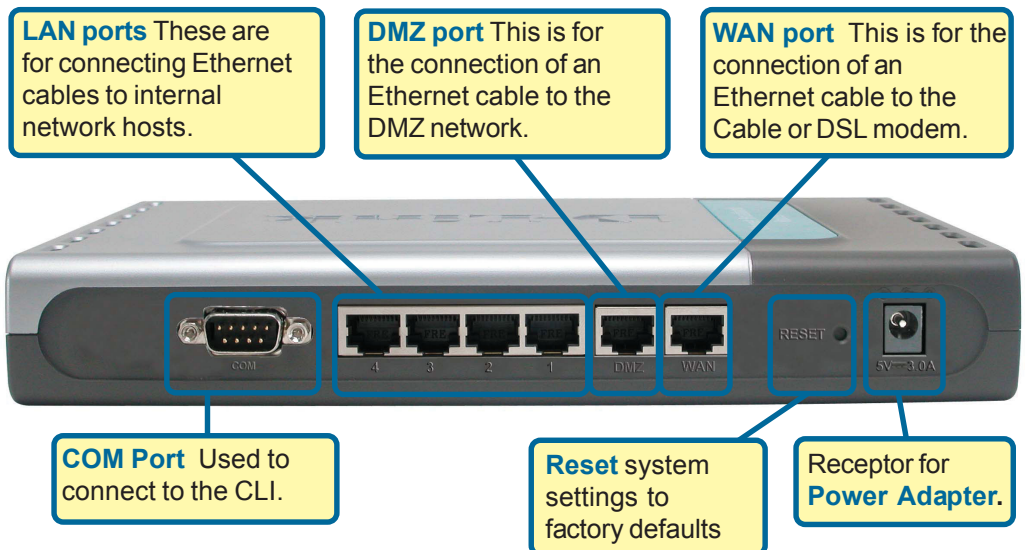 LAN ports These are
for connecting Ethernet
cables to internal
network hosts.
DMZ port This is for
the connection of an
Ethernet cable to the
DMZ network.
WAN port This is for the
connection of an
Ethernet cable to the
Cable or DSL modem.
D-Link
COM
4 3 2 1
DMZ
WAN
RESET
5V⎓3.0A
COM Port Used to
connect to the CLI.
Reset system
settings to
factory defaults
Receptor for
Power Adapter.